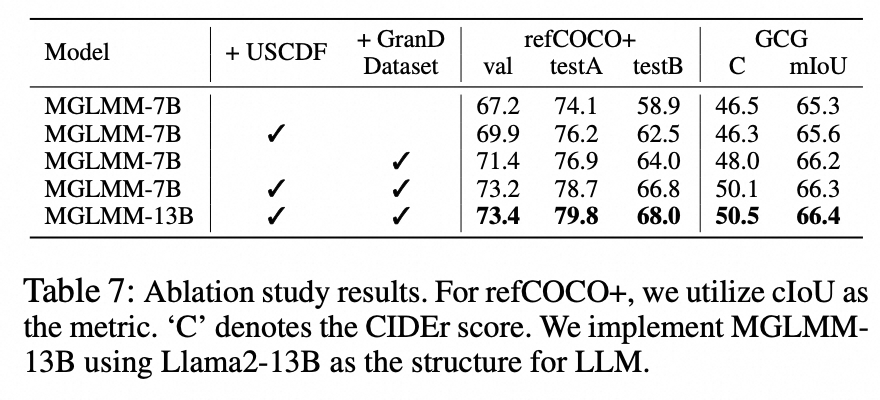 Model + USCDF + GranD Dataset refCOCO+ GCG
val testA testB C mIoU
MGLMM-7B 67.2 74.1 58.9 46.5 65.3
MGLMM-7B ✓ 69.9 76.2 62.5 46.3 65.6
MGLMM-7B ✓ 71.4 76.9 64.0 48.0 66.2
MGLMM-7B ✓ ✓ 73.2 78.7 66.8 50.1 66.3
MGLMM-13B ✓ ✓ 73.4 79.8 68.0 50.5 66.4
Table 7: Ablation study results. For refCOCO+, we utilize cIoU as
the metric. ‘C’ denotes the CIDEr score. We implement MGLMM-
13B using Llama2-13B as the structure for LLM.